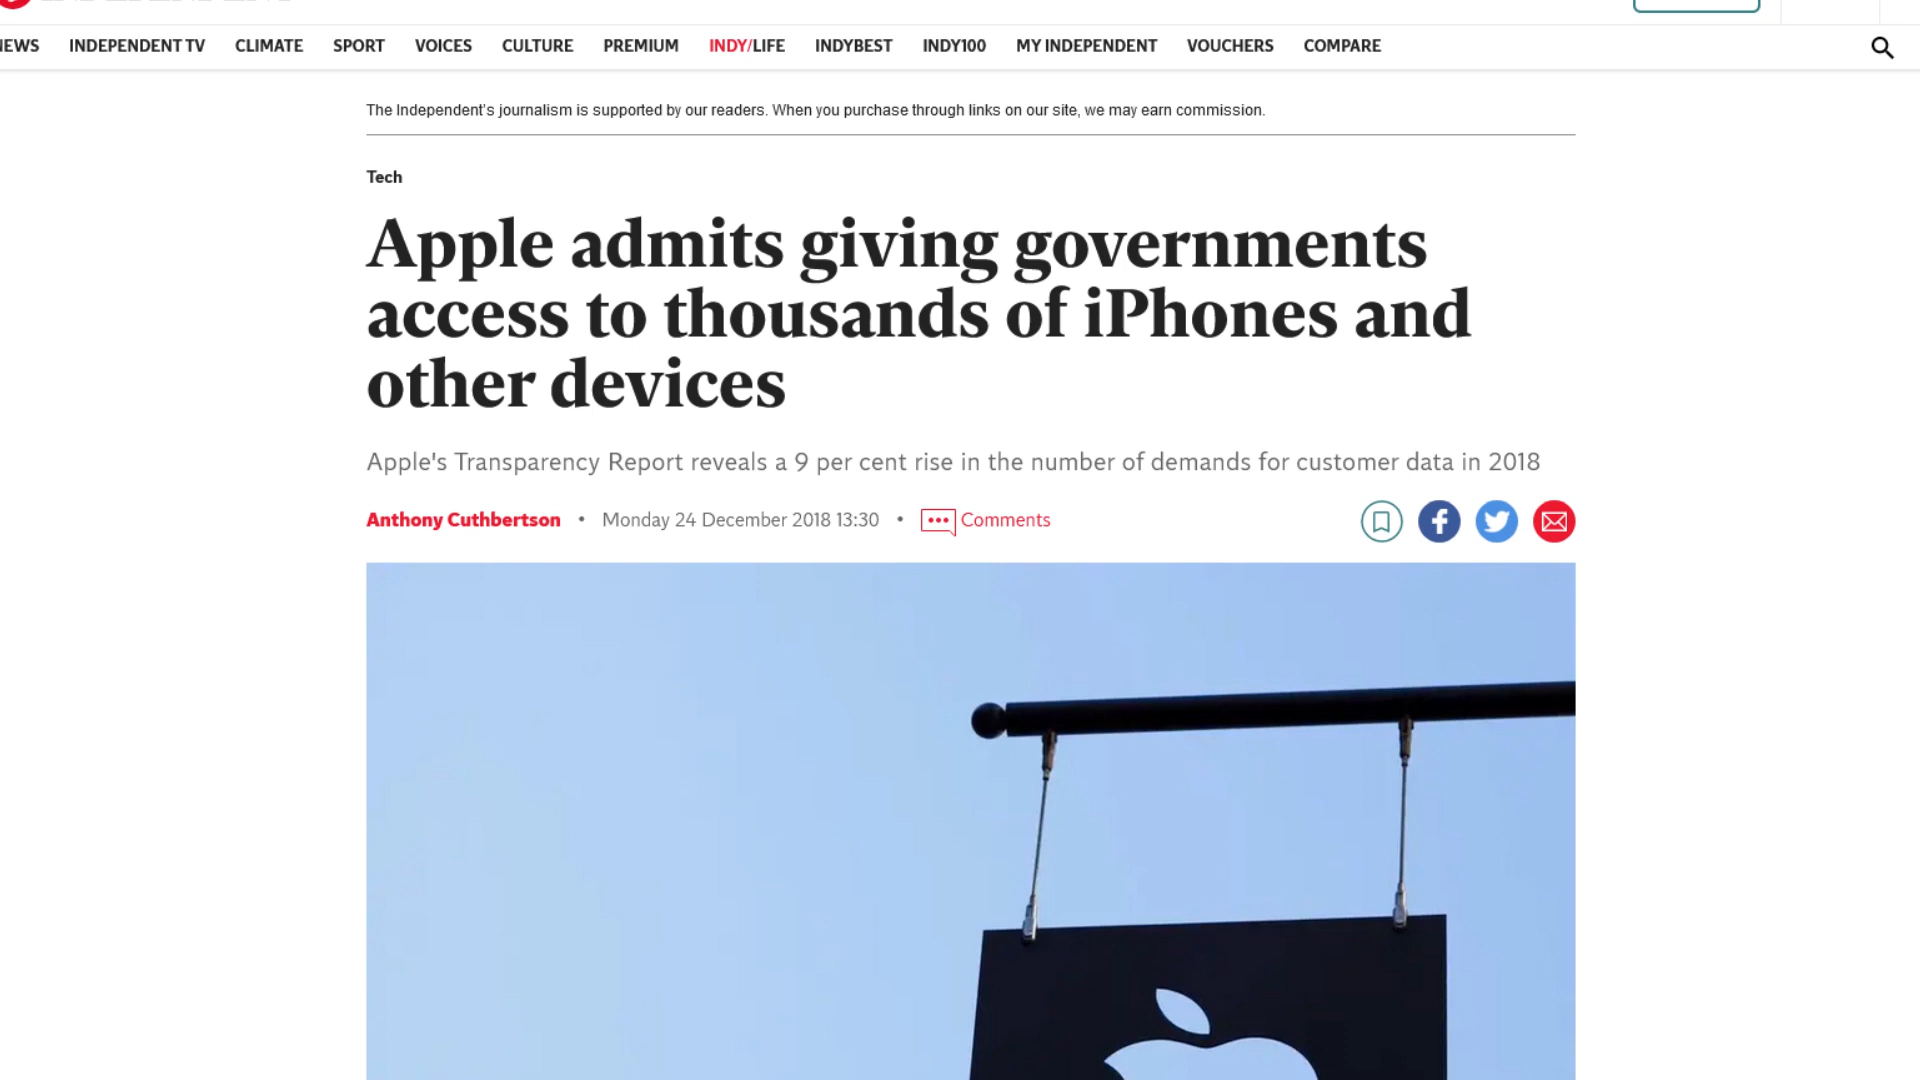 INDEPENDENT TV CLIMATE SPORT VOICES CULTURE PREMIUM INDY/LIFE INDYBEST INDY100 MY INDEPENDENT VOUCHERS COMPARE
The Independent's journalism is supported by our readers. When you purchase through links on our site, we may earn commission.
Tech
Apple admits giving governments
access to thousands of iPhones and
other devices
Apple's Transparency Report reveals a 9 per cent rise in the number of demands for customer data in 2018
Anthony Cuthbertson • Monday 24 December 2018 13:30 • Comments